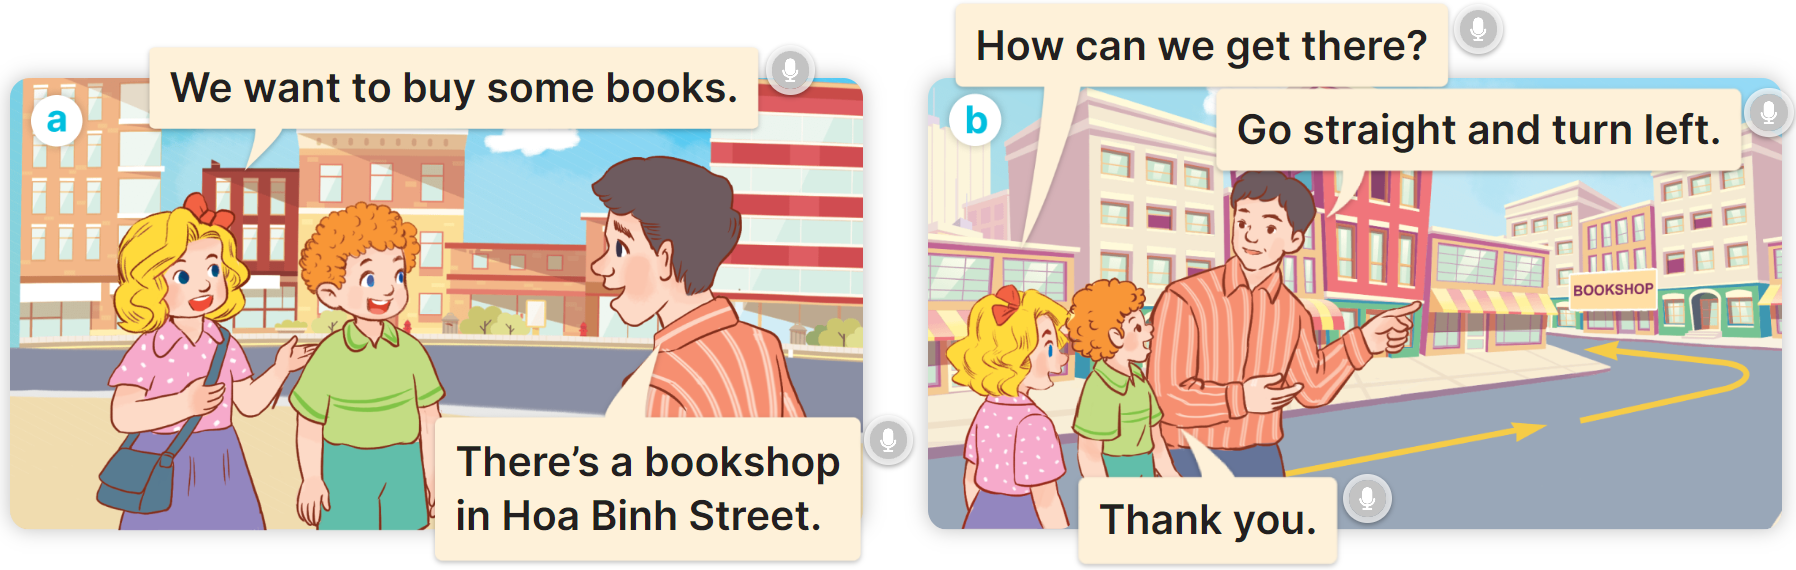 a
We want to buy some books.
There's a bookshop
in Hoa Binh Street.
b
How can we get there?
Go straight and turn left.
BOOKSHOP
Thank you.